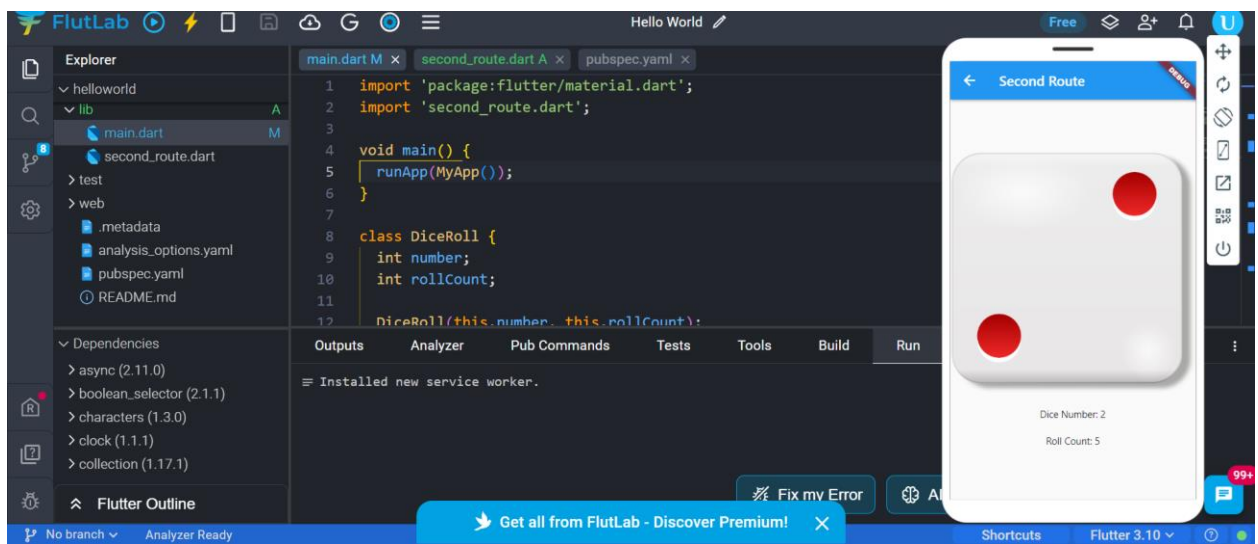 FlutLab
Hello World
Free
U
Explorer
main.dart M ×
second_route.dart A ×
pubspec.yaml ×
helloworld
lib A
main.dart M
second_route.dart
test
web
.metadata
analysis_options.yaml
pubspec.yaml
README.md
8
1 import 'package:flutter/material.dart';
2 import 'second_route.dart';
3
4 void main() {
5 runApp(MyApp());
6 }
7
8 class DiceRoll {
9 int number;
10 int rollCount;
11
12 DiceRoll(this.number, this.rollCount);
Dependencies
async (2.11.0)
boolean_selector (2.1.1)
characters (1.3.0)
clock (1.1.1)
collection (1.17.1)
Flutter Outline
Outputs Analyzer Pub Commands Tests Tools Build Run
Installed new service worker.
Fix my Error
Get all from FlutLab - Discover Premium!
Second Route
DEBUG
Dice Number: 2
Roll Count: 5
99+
No branch Analyzer Ready
Shortcuts Flutter 3.10